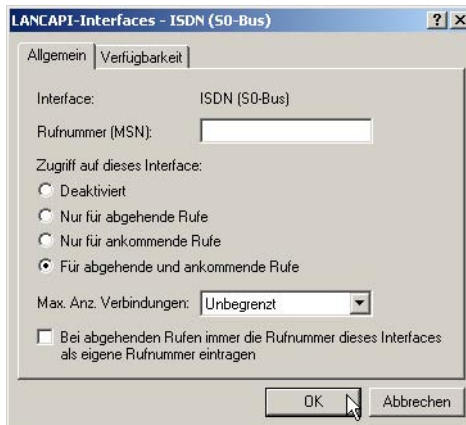 LANCAPI-Interfaces - ISDN (S0-Bus)
Allgemein Verfügbarkeit
Interface: ISDN (S0-Bus)
Rufnummer (MSN):
Zugriff auf dieses Interface:
Deaktiviert
Nur für abgehende Rufe
Nur für ankommende Rufe
Für abgehende und ankommende Rufe
Max. Anz. Verbindungen: Unbegrenzt
Bei abgehenden Rufen immer die Rufnummer dieses Interfaces
als eigene Rufnummer eintragen
OK Abbrechen